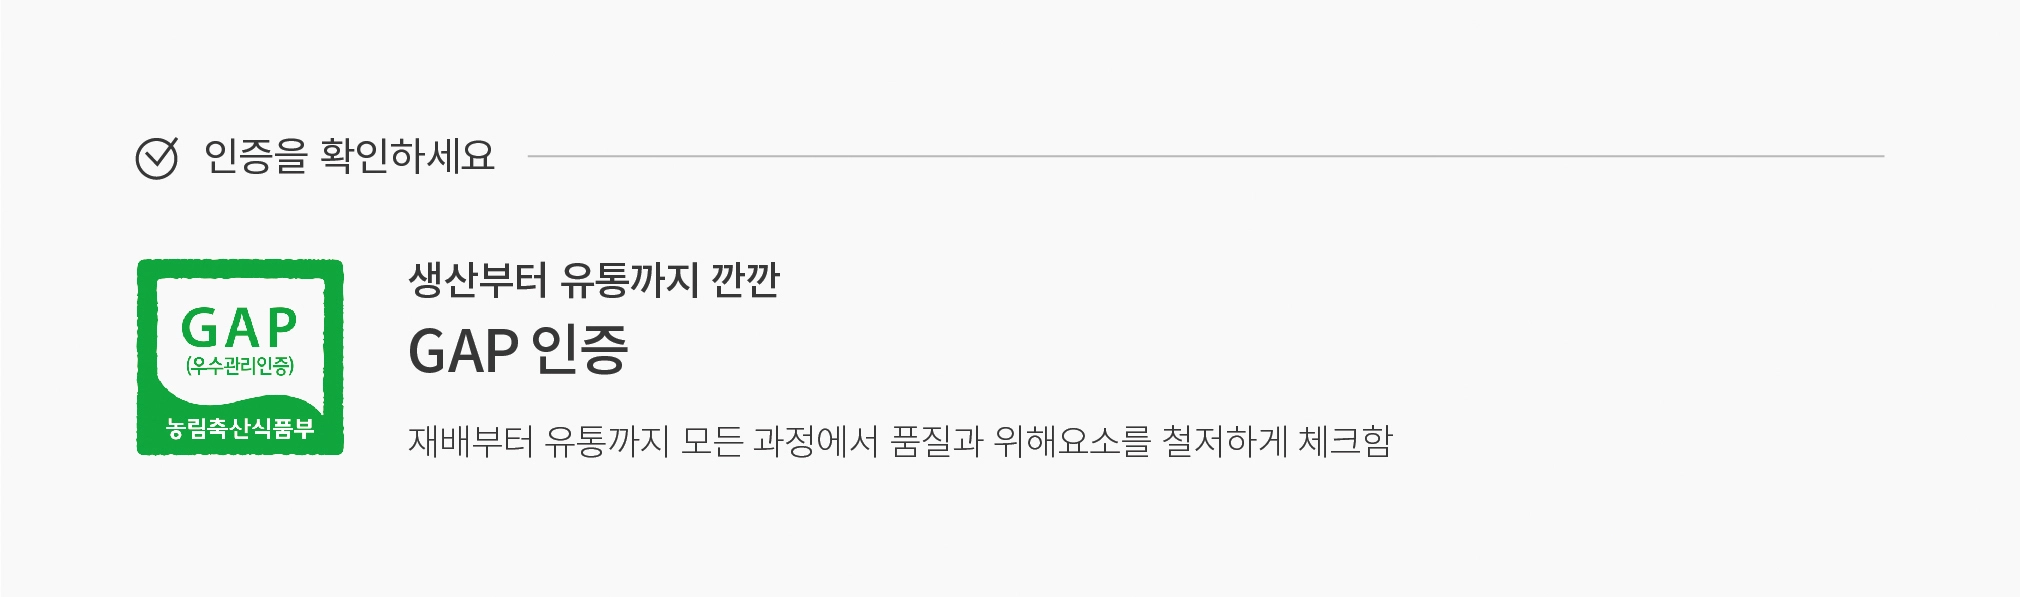 인증을 확인하세요
GAP
(우수관리인증)
농림축산식품부
생산부터 유통까지 깐깐
GAP 인증
재배부터 유통까지 모든 과정에서 품질과 위해요소를 철저하게 체크함